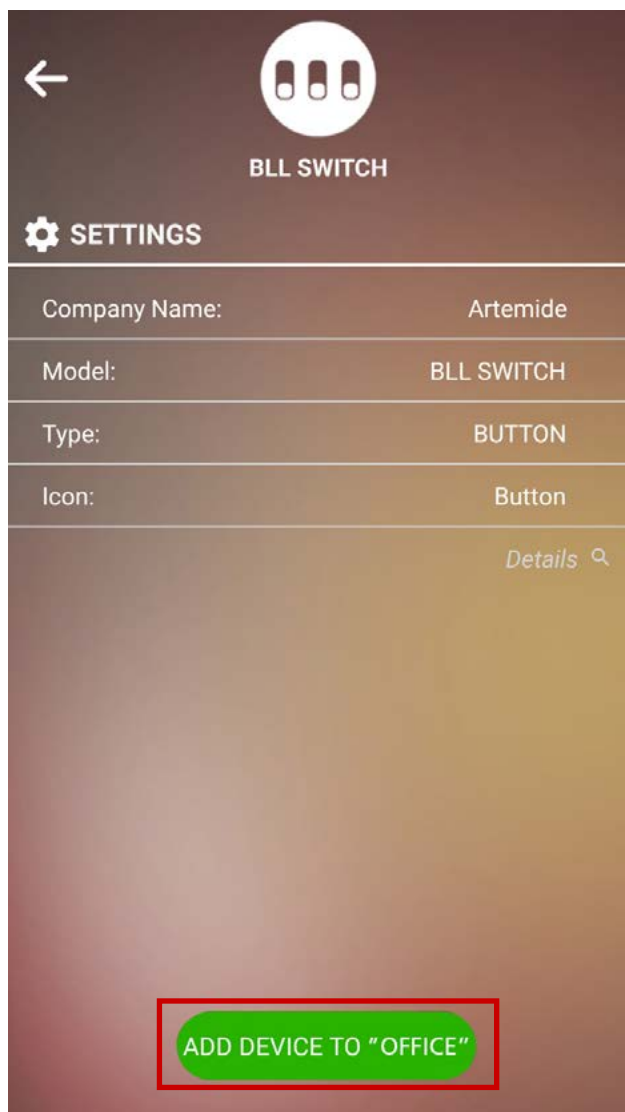 BLL SWITCH
SETTINGS
Company Name: Artemide
Model: BLL SWITCH
Type: BUTTON
Icon: Button
Details
ADD DEVICE TO "OFFICE"